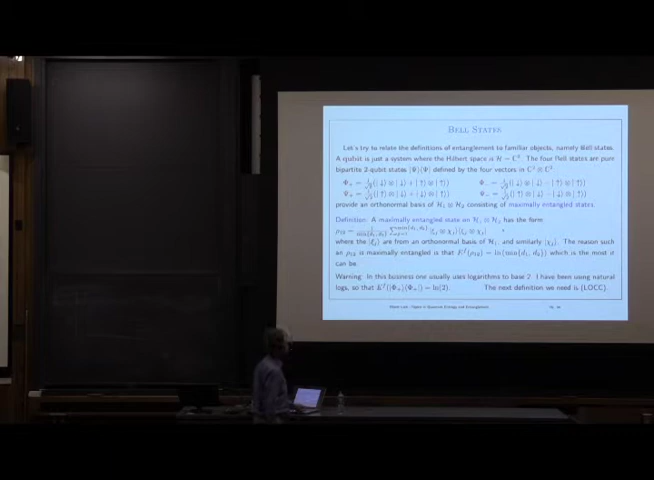 BELL STATES
Let's try to relate the definitions of entanglement to familiar objects, namely Bell states.
A qubit is just a system where the Hilbert space is H = C². The four Bell states are pure
bipartite 2-qubit states |Ψ⟩⟨Ψ| defined by the four vectors in C² ⊗ C²
provide an orthonormal basis of H₁ ⊗ H₂ consisting of maximally entangled states.
Definition: A maximally entangled state on H₁ ⊗ H₂ has the form
where the |ξⱼ⟩ are from an orthonormal basis of H₁ and similarly |χⱼ⟩. The reason such
an ρ₁₂ is maximally entangled is that Eᶠ(ρ₁₂) = ln(min{d₁, d₂}) which is the most it
can be.
Warning: In this business one usually uses logarithms to base 2. I have been using natural
logs, so that Eᶠ(|Φ₊⟩⟨Φ₊|) = ln(2). The next definition we need is (LOCC).